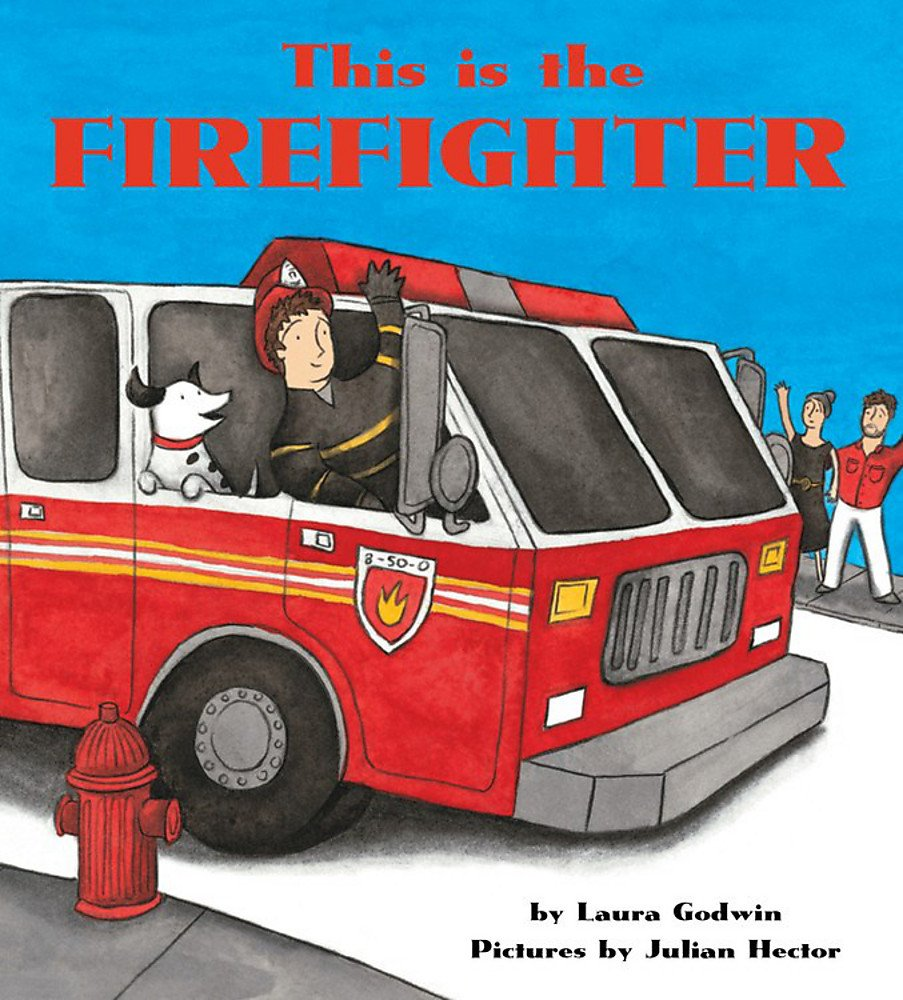 This is the
FIREFIGHTER
8-50-0
by Laura Godwin
Pictures by Julian Hector